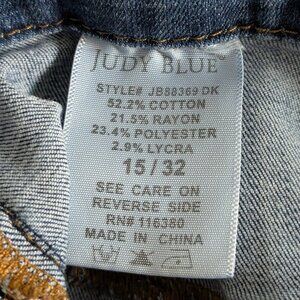 JUDY BLUE®
STYLE# JB88369 DK
52.2% COTTON
21.5% RAYON
23.4% POLYESTER
2.9% LYCRA
15/32
SEE CARE ON
REVERSE SIDE
RN# 116380
MADE IN CHINA